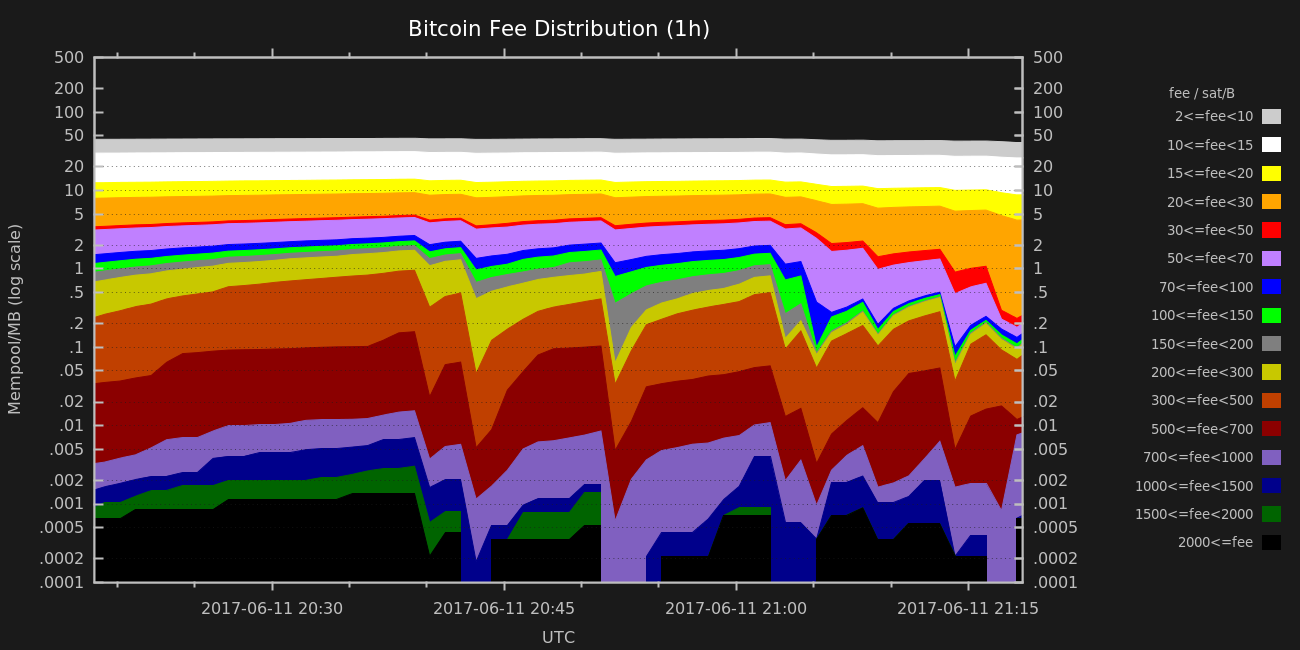 Bitcoin Fee Distribution (1h)
Mempool/MB (log scale)
500
200
100
50
20
10
5
2
1
.5
.2
.1
.05
.02
.01
.005
.002
.001
.0005
.0002
.0001
500
200
100
50
20
10
5
2
1
.5
.2
.1
.05
.02
.01
.005
.002
.001
.0005
.0002
.0001
2017-06-11 20:30
2017-06-11 20:45
2017-06-11 21:00
2017-06-11 21:15
UTC
fee / sat/B
2<=fee<10
10<=fee<15
15<=fee<20
20<=fee<30
30<=fee<50
50<=fee<70
70<=fee<100
100<=fee<150
150<=fee<200
200<=fee<300
300<=fee<500
500<=fee<700
700<=fee<1000
1000<=fee<1500
1500<=fee<2000
2000<=fee